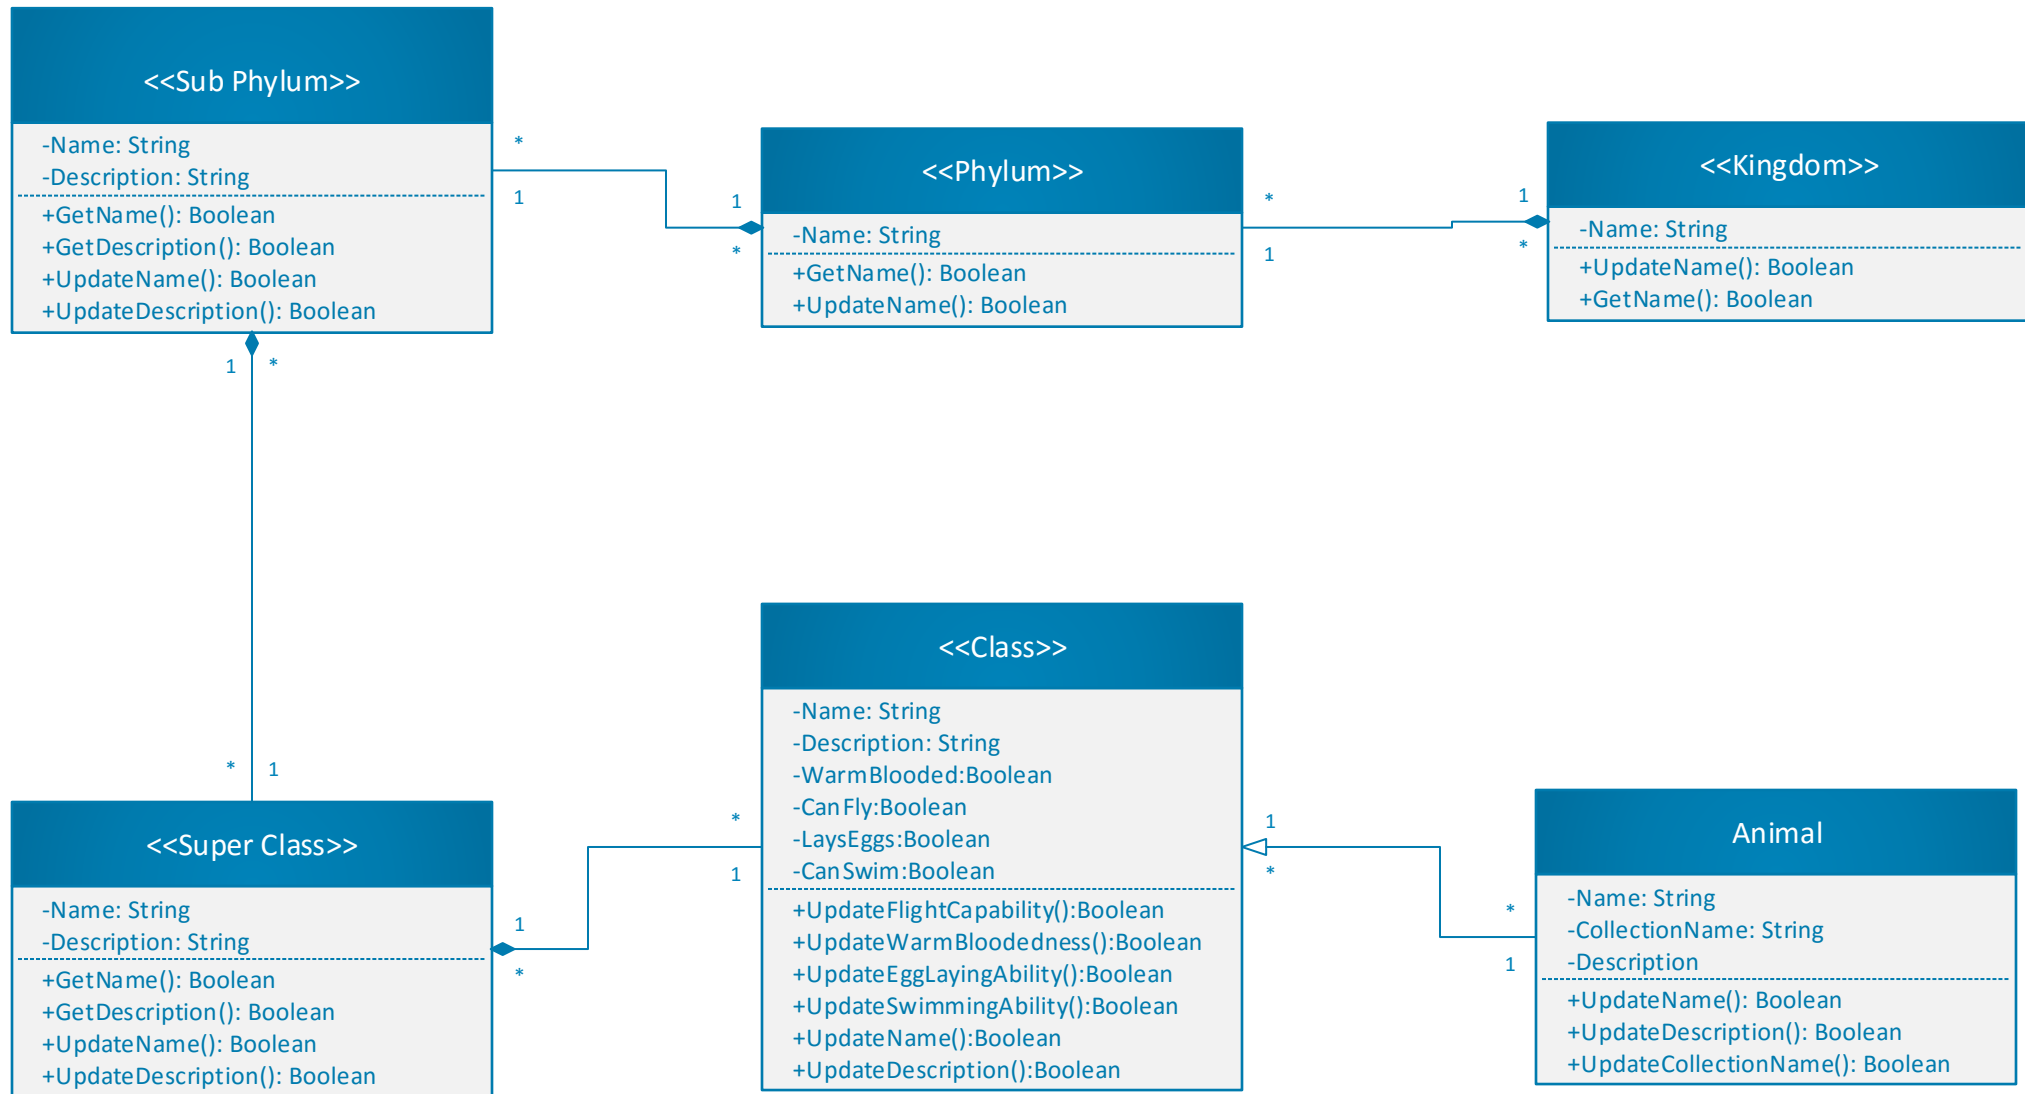 <<Sub Phylum>>
-Name: String
-Description: String
+GetName(): Boolean
+GetDescription(): Boolean
+UpdateName(): Boolean
+UpdateDescription(): Boolean
*
1
1
*
<<Phylum>>
-Name: String
+GetName(): Boolean
+UpdateName(): Boolean
*
1
1
*
<<Kingdom>>
-Name: String
+UpdateName(): Boolean
+GetName(): Boolean
1 *
* 1
<<Super Class>>
-Name: String
-Description: String
+GetName(): Boolean
+GetDescription(): Boolean
+UpdateName(): Boolean
+UpdateDescription(): Boolean
1
*
*
1
<<Class>>
-Name: String
-Description: String
-WarmBlooded:Boolean
-CanFly:Boolean
-LaysEggs:Boolean
-CanSwim:Boolean
+UpdateFlightCapability():Boolean
+UpdateWarmBloodedness():Boolean
+UpdateEggLayingAbility():Boolean
+UpdateSwimmingAbility():Boolean
+UpdateName():Boolean
+UpdateDescription():Boolean
1
*
*
1
Animal
-Name: String
-CollectionName: String
-Description
+UpdateName(): Boolean
+UpdateDescription(): Boolean
+UpdateCollectionName(): Boolean